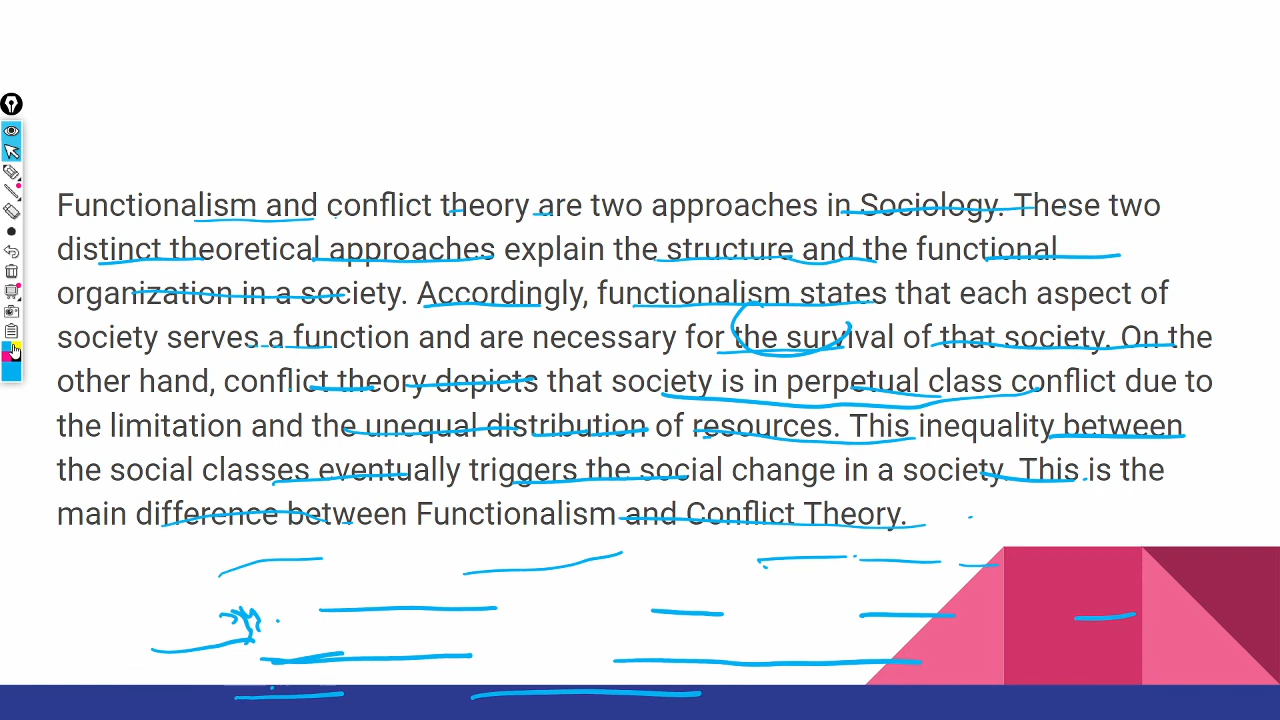 Functionalism and conflict theory are two approaches in Sociology. These two
distinct theoretical approaches explain the structure and the functional
organization in a society. Accordingly, functionalism states that each aspect of
society serves a function and are necessary for the survival of that society. On the
other hand, conflict theory depicts that society is in perpetual class conflict due to
the limitation and the unequal distribution of resources. This inequality between
the social classes eventually triggers the social change in a society. This is the
main difference between Functionalism and Conflict Theory.